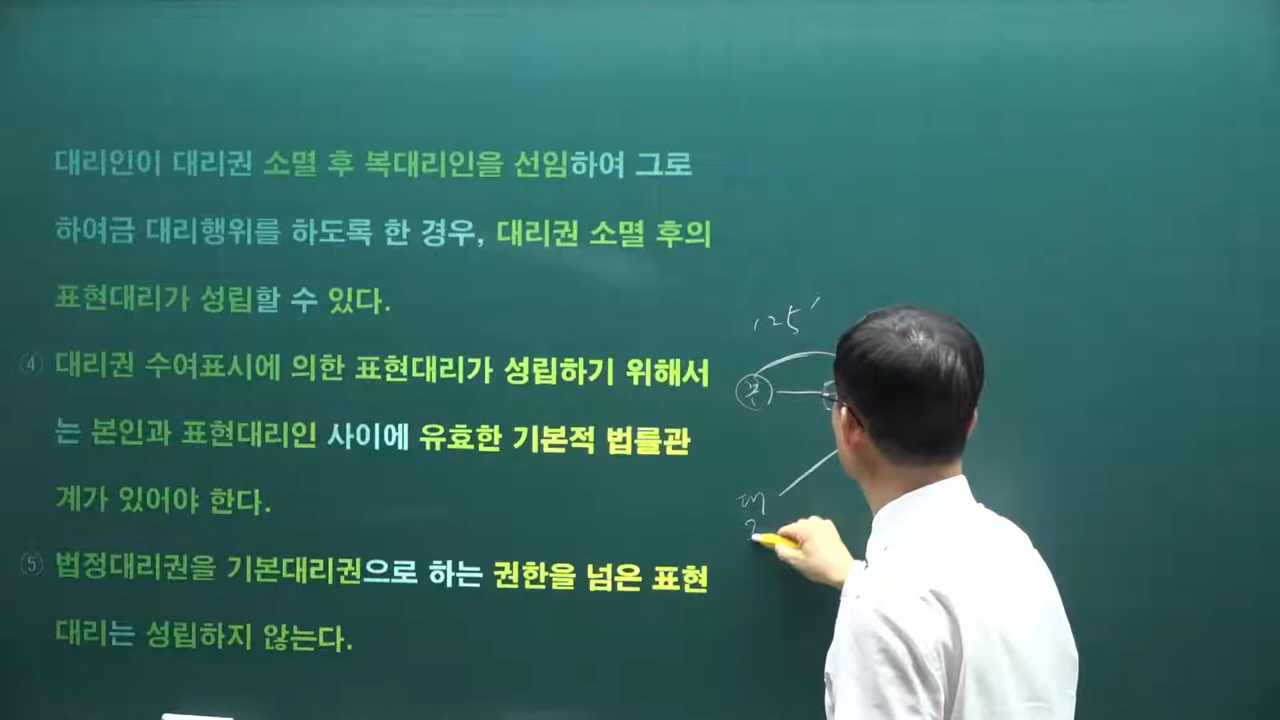 대리인이 대리권 소멸 후 복대리인을 선임하여 그로
하여금 대리행위를 하도록 한 경우, 대리권 소멸 후의
표현대리가 성립할 수 있다.
④ 대리권 수여표시에 의한 표현대리가 성립하기 위해서
는 본인과 표현대리인 사이에 유효한 기본적 법률관
계가 있어야 한다.
⑤ 법정대리권을 기본대리권으로 하는 권한을 넘은 표현
대리는 성립하지 않는다.
125
본
대